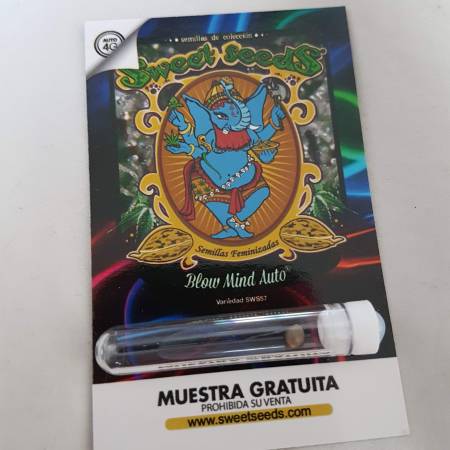 AUTO
4G
semillas de colección
Sweet Seeds
Semillas Feminizadas
Blow Mind Auto®
Variedad SWS57
MUESTRA GRATUITA
PROHIBIDA SU VENTA
www.sweetseeds.com